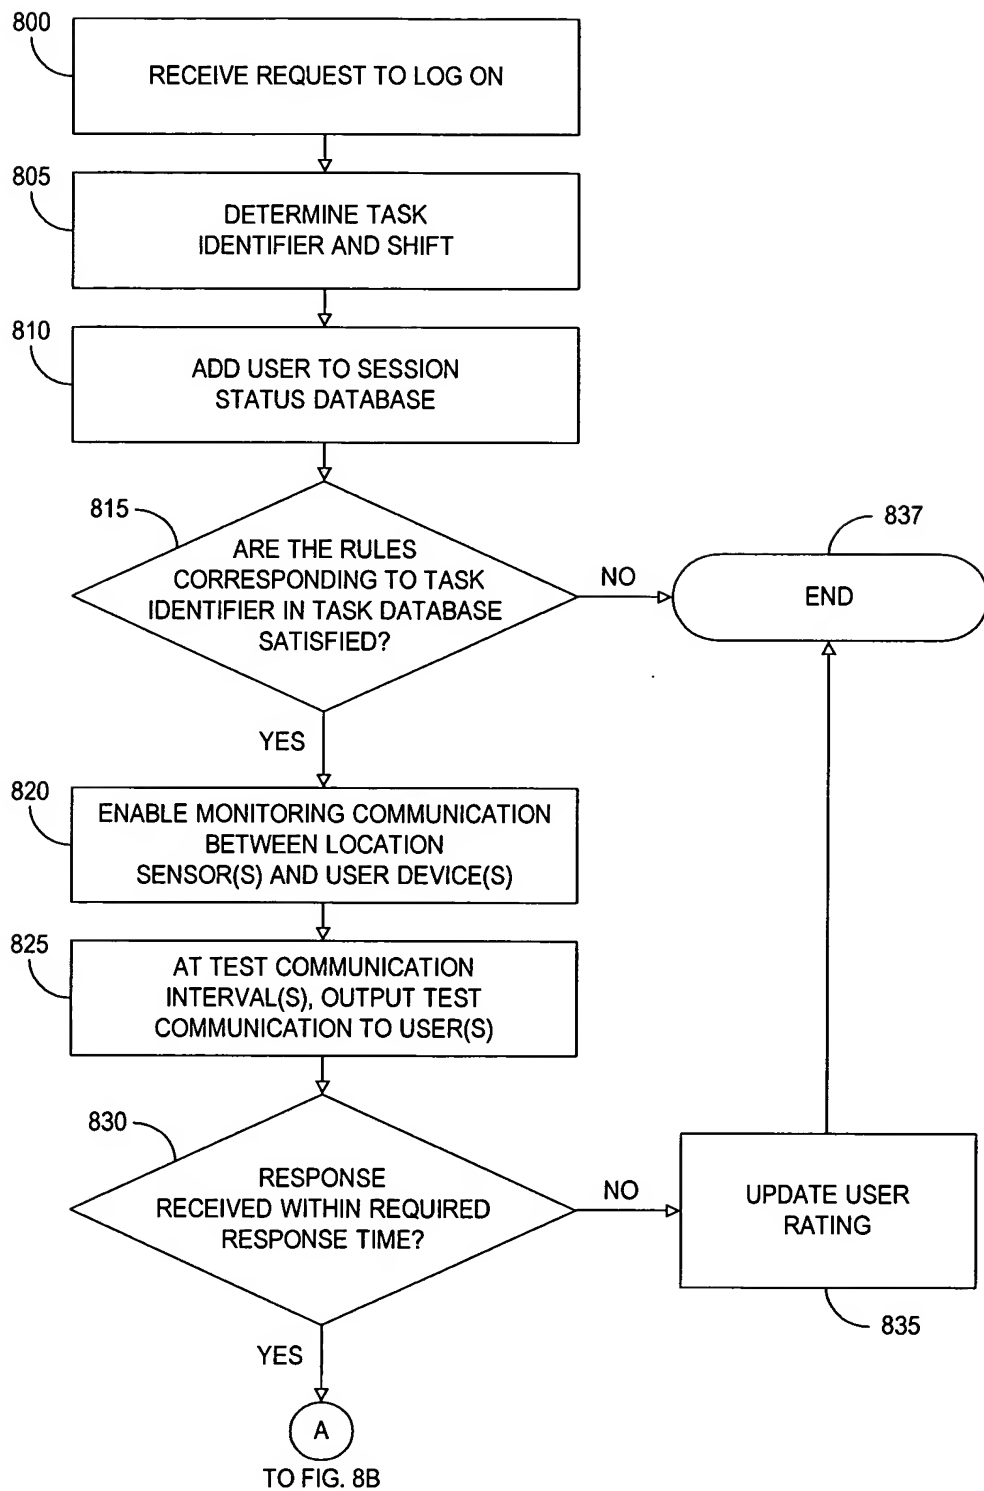 800
RECEIVE REQUEST TO LOG ON
805
DETERMINE TASK
IDENTIFIER AND SHIFT
810
ADD USER TO SESSION
STATUS DATABASE
815
ARE THE RULES
CORRESPONDING TO TASK
IDENTIFIER IN TASK DATABASE
SATISFIED?
NO
837
END
YES
820
ENABLE MONITORING COMMUNICATION
BETWEEN LOCATION
SENSOR(S) AND USER DEVICE(S)
825
AT TEST COMMUNICATION
INTERVAL(S), OUTPUT TEST
COMMUNICATION TO USER(S)
830
RESPONSE
RECEIVED WITHIN REQUIRED
RESPONSE TIME?
NO
UPDATE USER
RATING
835
YES
A
TO FIG. 8B